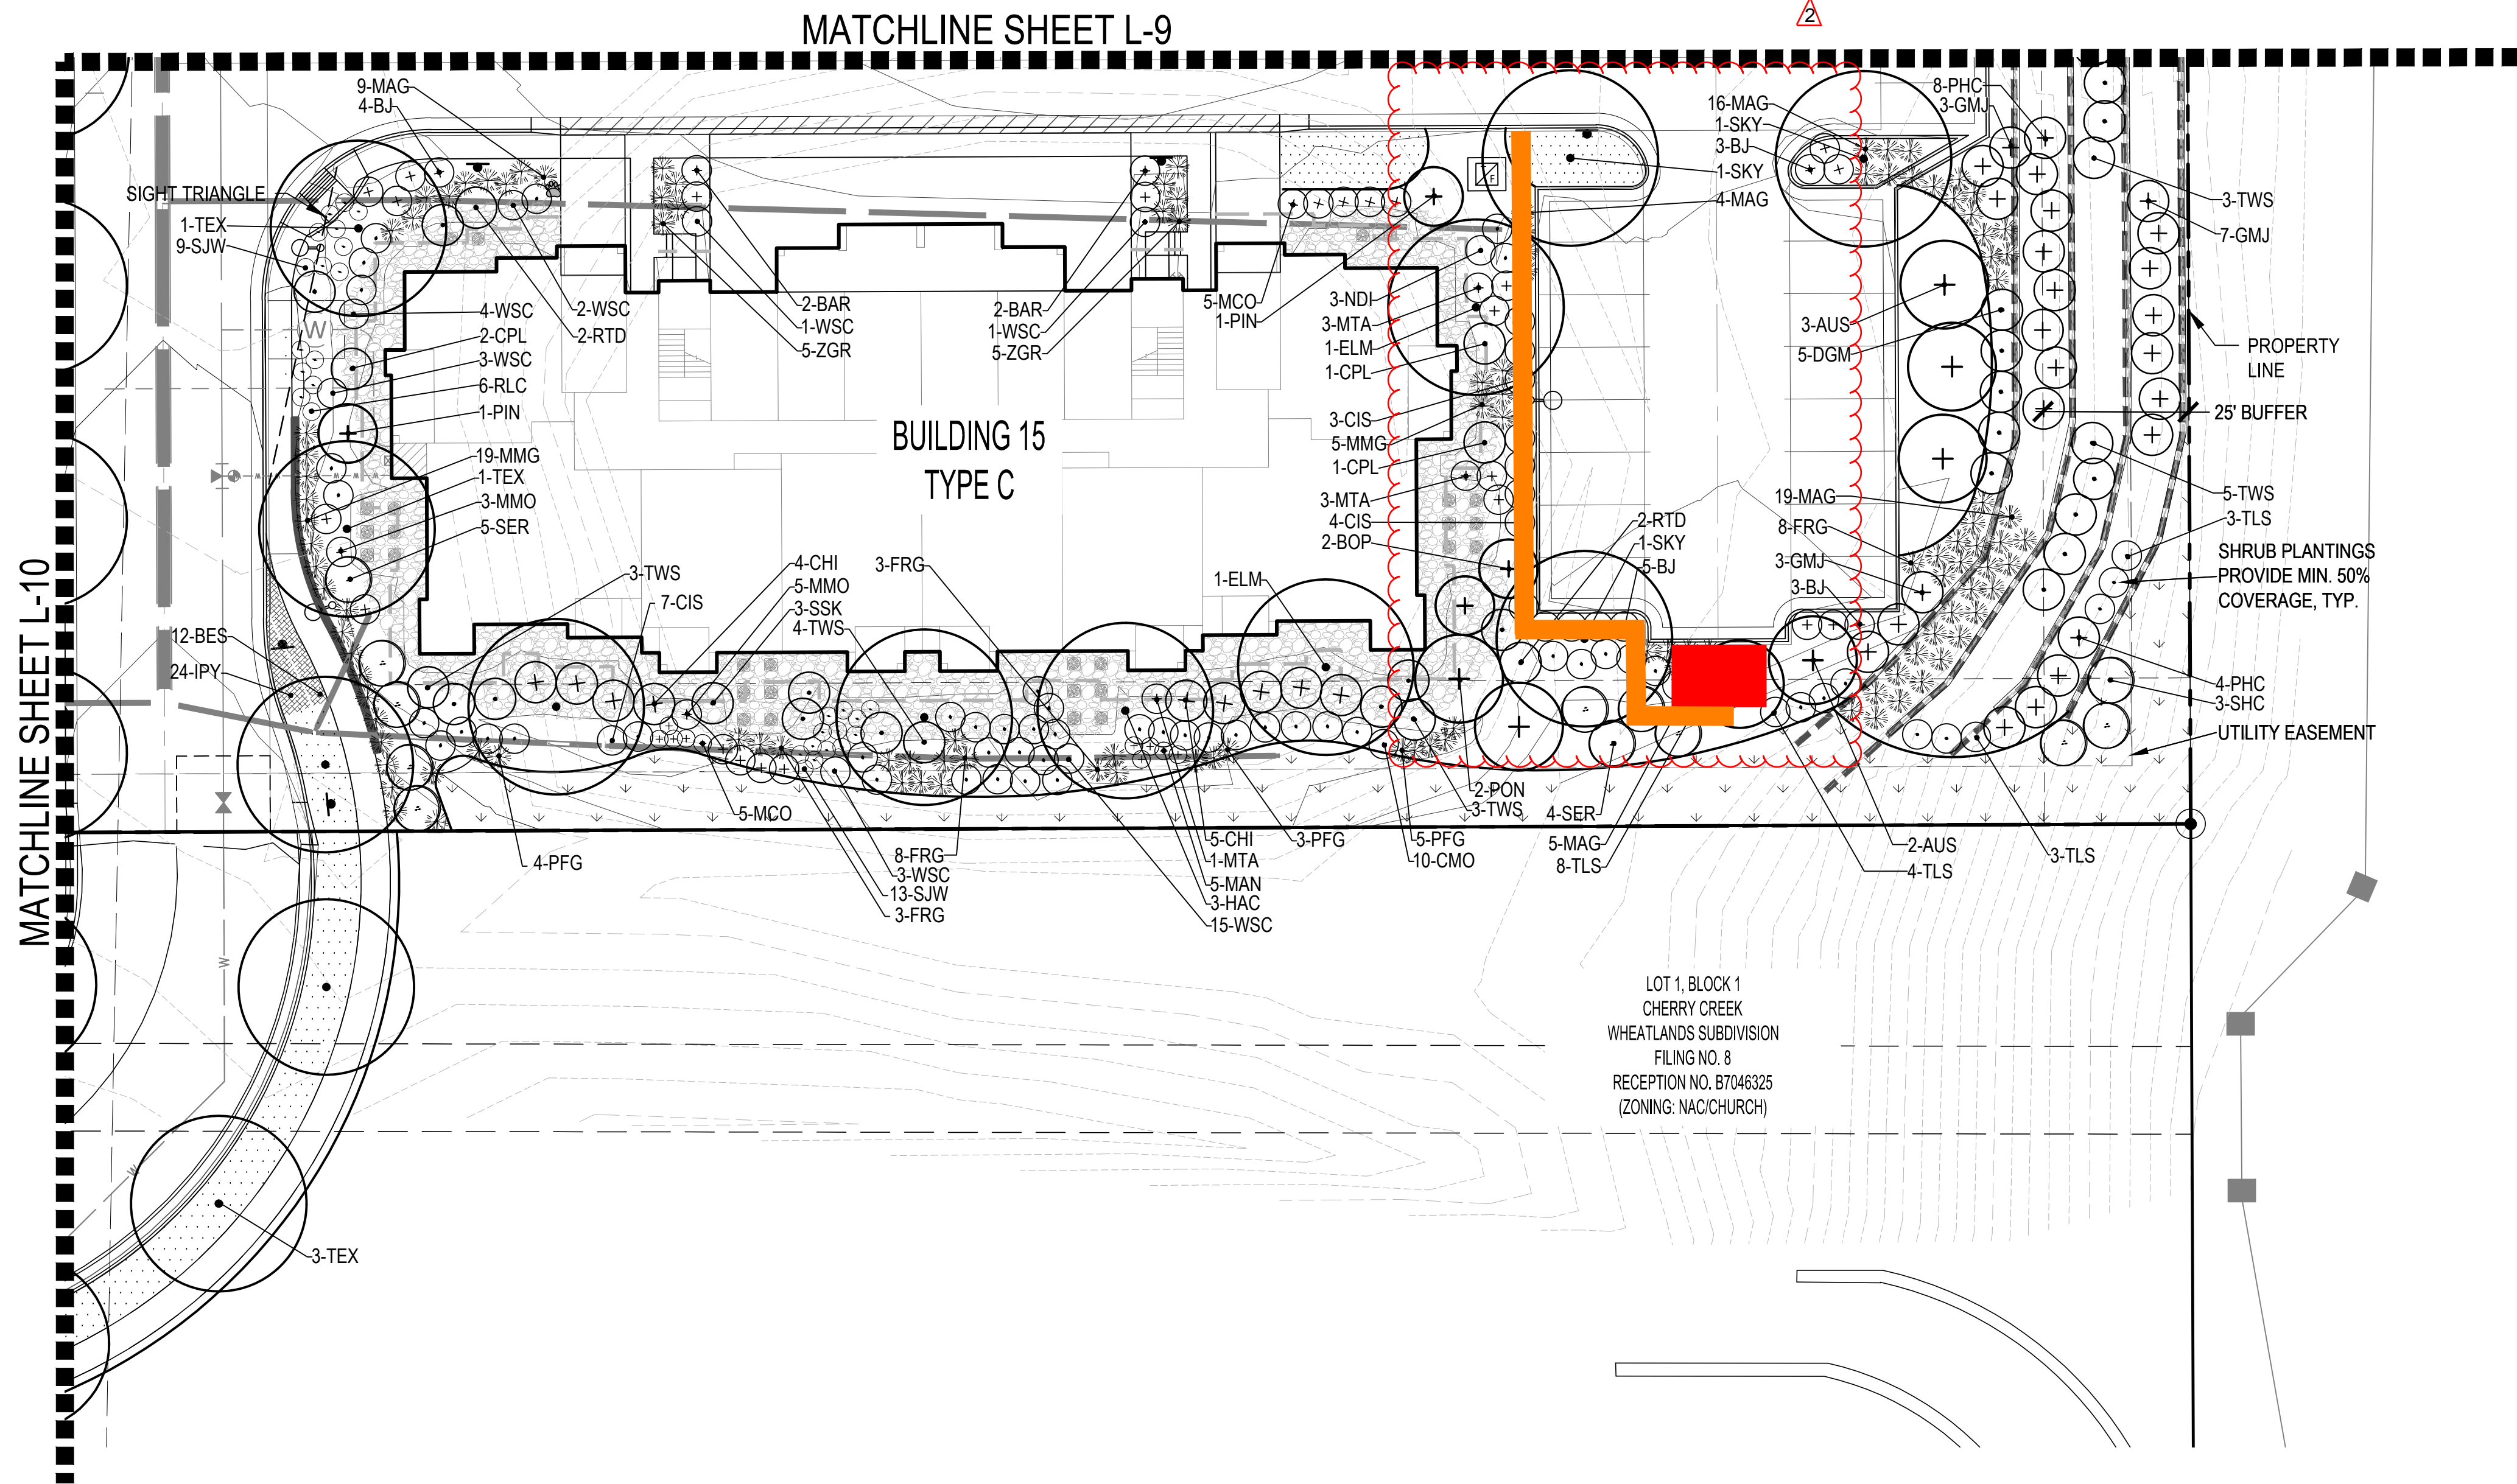 MATCHLINE SHEET L-9
2
MATCHLINE SHEET L-10
9-MAG
4-BJ
SIGHT TRIANGLE
1-TEX
9-SJW
4-WSC
2-CPL
3-WSC
6-RLC
1-PIN
19-MMG
1-TEX
3-MMO
5-SER
2-WSC
2-RTD
W
2-BAR
1-WSC
5-ZGR
2-BAR
1-WSC
5-ZGR
5-MCO
1-PIN
BUILDING 15
TYPE C
3-NDI
3-MTA
1-ELM
1-CPL
3-CIS
5-MMG
1-CPL
3-MTA
4-CIS
2-BOP
F
16-MAG
1-SKY
3-BJ
1-SKY
4-MAG
8-PHC
3-GMJ
3-TWS
7-GMJ
3-AUS
5-DGM
PROPERTY
LINE
25' BUFFER
19-MAG
8-FRG
3-GMJ
3-BJ
5-TWS
3-TLS
SHRUB PLANTINGS
PROVIDE MIN. 50%
COVERAGE, TYP.
4-PHC
3-SHC
UTILITY EASEMENT
2-RTD
1-SKY
5-BJ
12-BES
24-IPY
3-TWS
7-CIS
4-CHI
5-MMO
3-SSK
4-TWS
3-FRG
1-ELM
5-MCO
4-PFG
8-FRG
3-WSC
13-SJW
3-FRG
5-CHI
1-MTA
5-MAN
3-HAC
15-WSC
3-PFG
2-PON
3-TWS
5-PFG
10-CMO
4-SER
5-MAG
8-TLS
2-AUS
4-TLS
3-TLS
W
W
3-TEX
LOT 1, BLOCK 1
CHERRY CREEK
WHEATLANDS SUBDIVISION
FILING NO. 8
RECEPTION NO. B7046325
(ZONING: NAC/CHURCH)